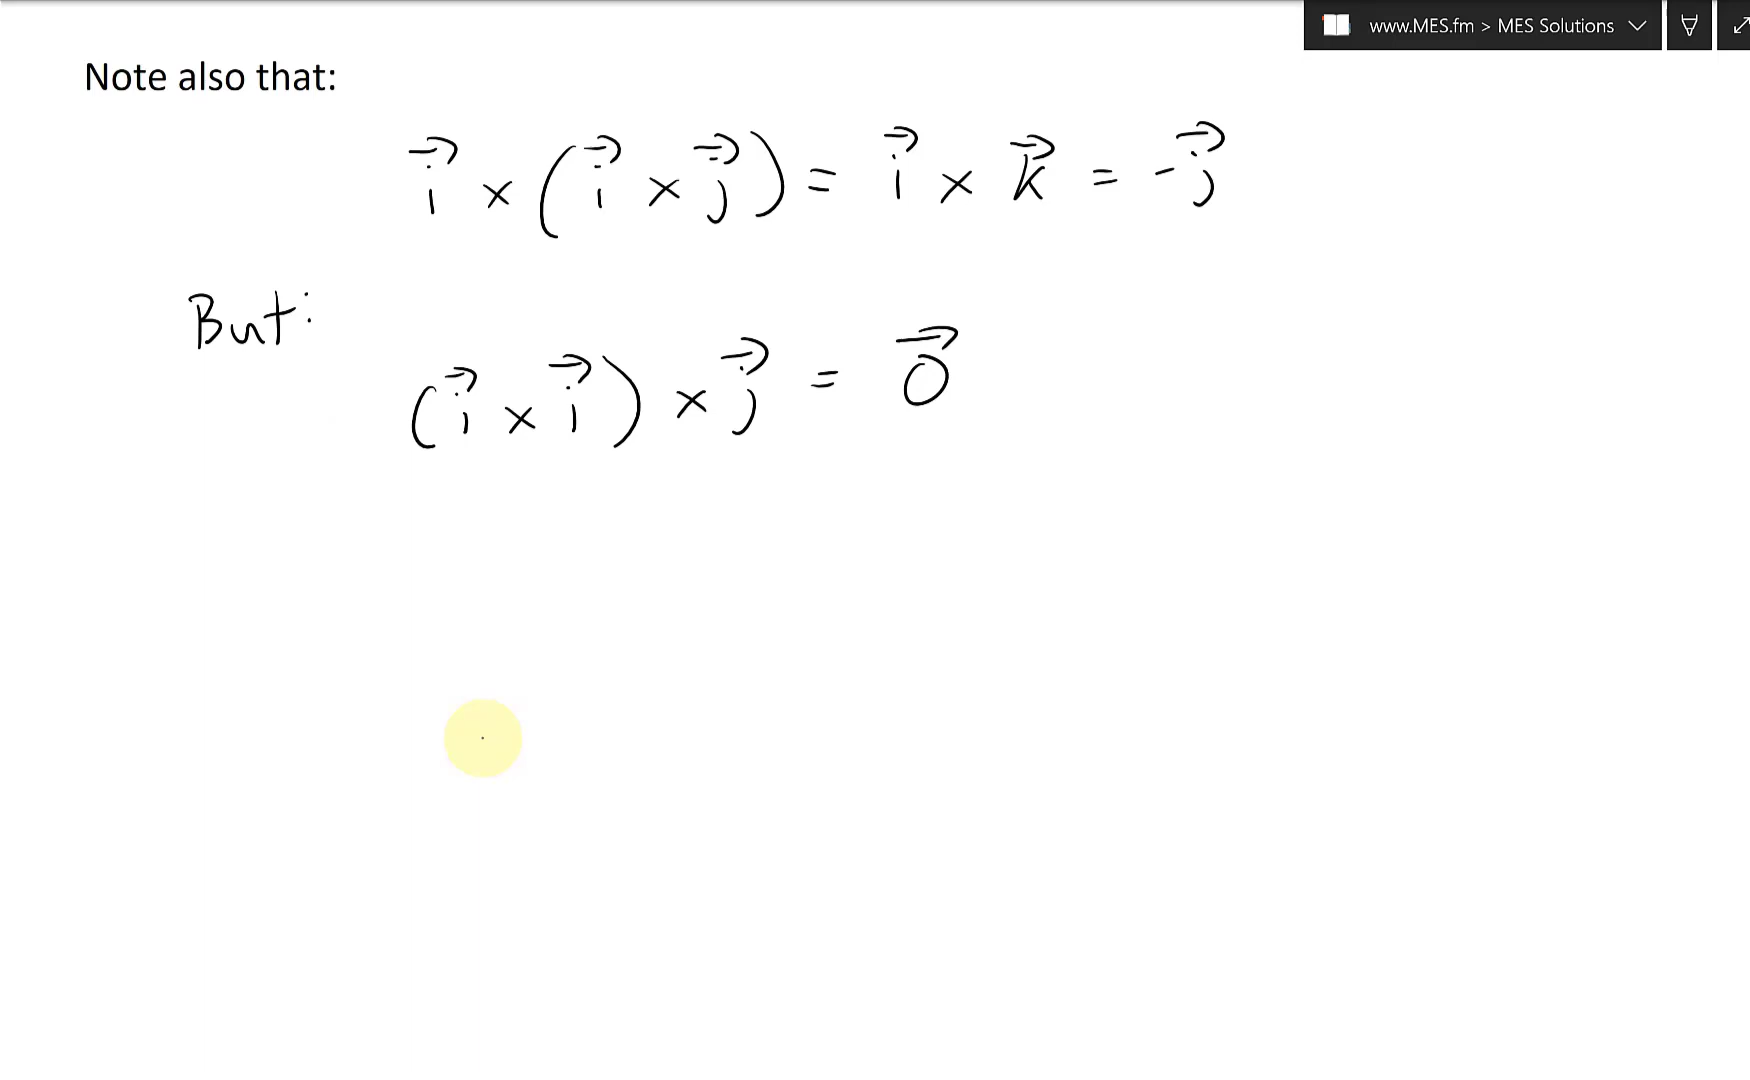 www.MES.fm > MES Solutions
Note also that:
i⃗ × (i⃗ × j⃗) = i⃗ × k⃗ = -j⃗
But:
(i⃗ × i⃗) × j⃗ = 0⃗